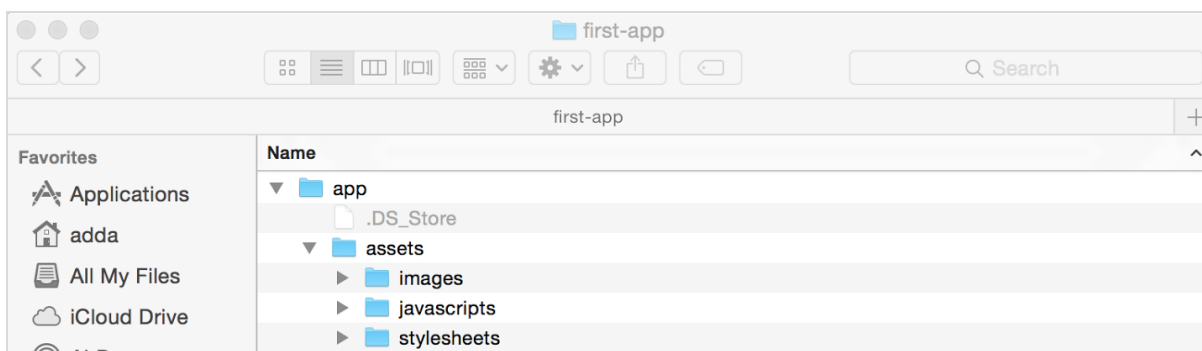 first-app
Search
first-app
Favorites
Applications
adda
All My Files
iCloud Drive
Name
app
.DS_Store
assets
images
javascripts
stylesheets